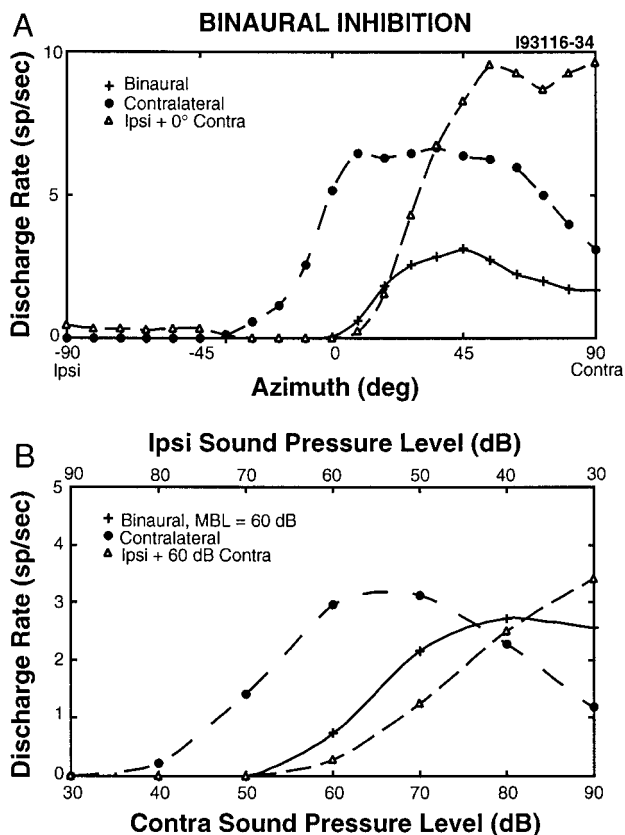 A
BINAURAL INHIBITION
I93116-34
10
5
0
Discharge Rate (sp/sec)
+ Binaural
● Contralateral
△ Ipsi + 0° Contra
-90 -45 0 45 90
Ipsi Contra
Azimuth (deg)
B
Ipsi Sound Pressure Level (dB)
90 80 70 60 50 40 30
5
4
3
2
1
0
Discharge Rate (sp/sec)
+ Binaural, MBL = 60 dB
● Contralateral
△ Ipsi + 60 dB Contra
30 40 50 60 70 80 90
Contra Sound Pressure Level (dB)